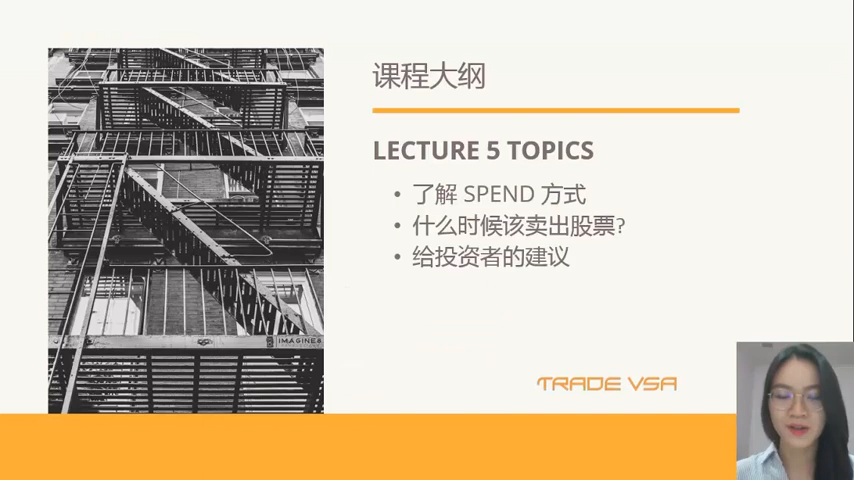 课程大纲
LECTURE 5 TOPICS
• 了解 SPEND 方式
• 什么时候该卖出股票?
• 给投资者的建议
IMAGINE8
TRADE VSA